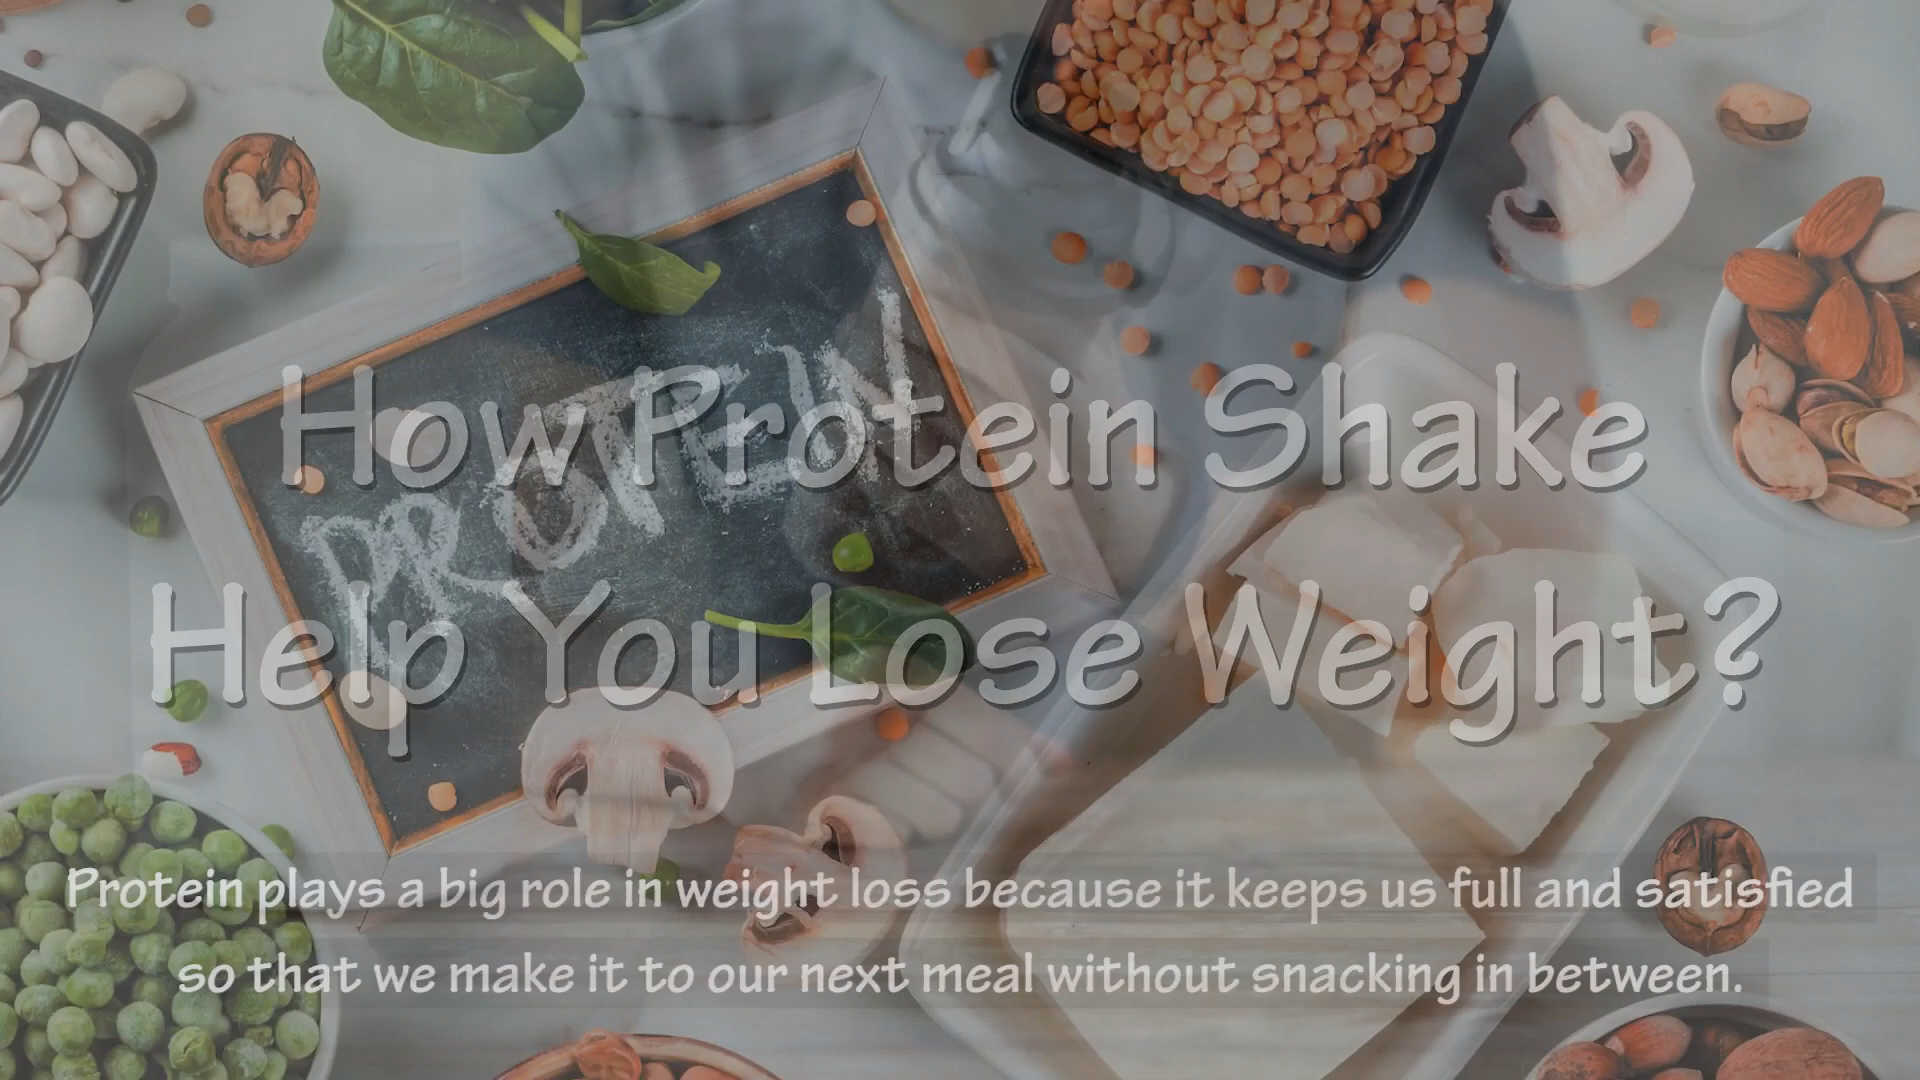 PROTEIN
How Protein Shake
Help You Lose Weight?
Protein plays a big role in weight loss because it keeps us full and satisfied
so that we make it to our next meal without snacking in between.